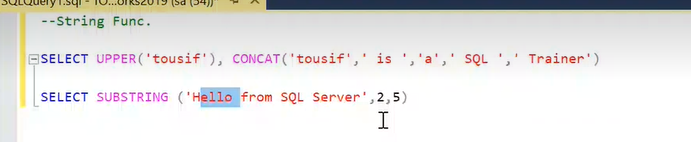 SQLQuery1.sql - TO...orks2019 (sa (54))
--String Func.
SELECT UPPER('tousif'), CONCAT('tousif',' is ','a',' SQL ',' Trainer')
SELECT SUBSTRING ('Hello from SQL Server',2,5)